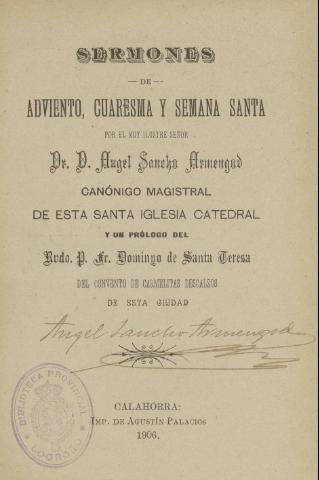 SERMONES
— DE —
ADVIENTO, CUARESMA Y SEMANA SANTA
POR EL MUY ILUSTRE SEÑOR
Dr. D. Angel Sancho Armengod
CANÓNIGO MAGISTRAL
DE ESTA SANTA IGLESIA CATEDRAL
Y UN PRÓLOGO DEL
Rvdo. P. Fr. Domingo de Santa Teresa
DEL CONVENTO DE CARMELITAS DESCALZOS
DE ESTA CIUDAD
Angel Sancho Armengod
BIBLIOTECA PROVINCIAL
LOGROÑO
CALAHORRA:
IMP. DE AGUSTÍN PALACIOS
1906.